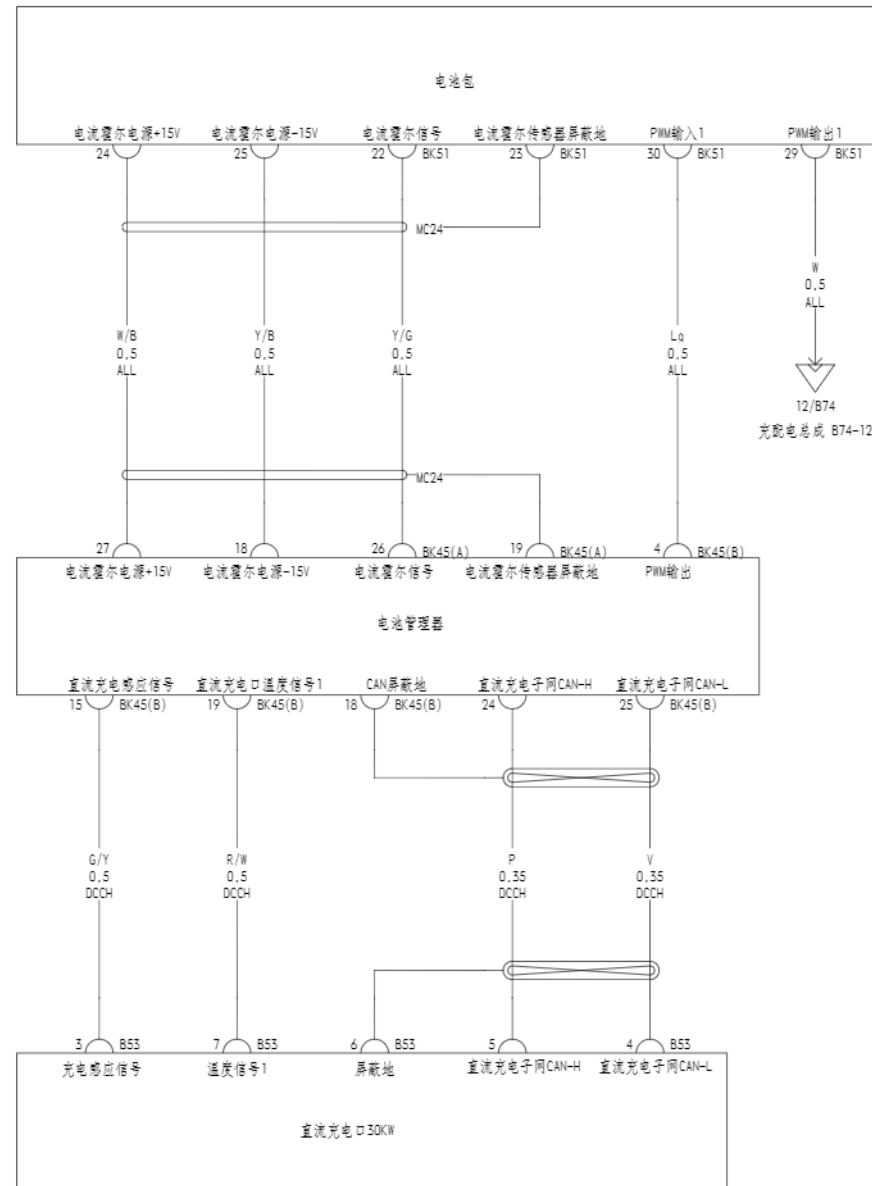 电池包
电流霍尔电源+15V 电流霍尔电源-15V 电流霍尔信号 电流霍尔传感器屏蔽地 PWM输入1 PWM输出1
24 25 22 BK51 23 BK51 30 BK51 29 BK51
MC24
W
0.5
ALL
W/B Y/B Y/G Lg
0.5 0.5 0.5 0.5
ALL ALL ALL ALL
12/B74
充配电总成 B74-12
MC24
27 18 26 BK45(A) 19 BK45(A) 4 BK45(B)
电流霍尔电源+15V 电流霍尔电源-15V 电流霍尔信号 电流霍尔传感器屏蔽地 PWM输出
电池管理器
直流充电感应信号 直流充电口温度信号1 CAN屏蔽地 直流充电子网CAN-H 直流充电子网CAN-L
15 BK45(B) 19 BK45(B) 18 BK45(B) 24 25 BK45(B)
G/Y R/W P V
0.5 0.5 0.35 0.35
DCCH DCCH DCCH DCCH
3 B53 7 B53 6 B53 5 4 B53
充电感应信号 温度信号1 屏蔽地 直流充电子网CAN-H 直流充电子网CAN-L
直流充电口30KW